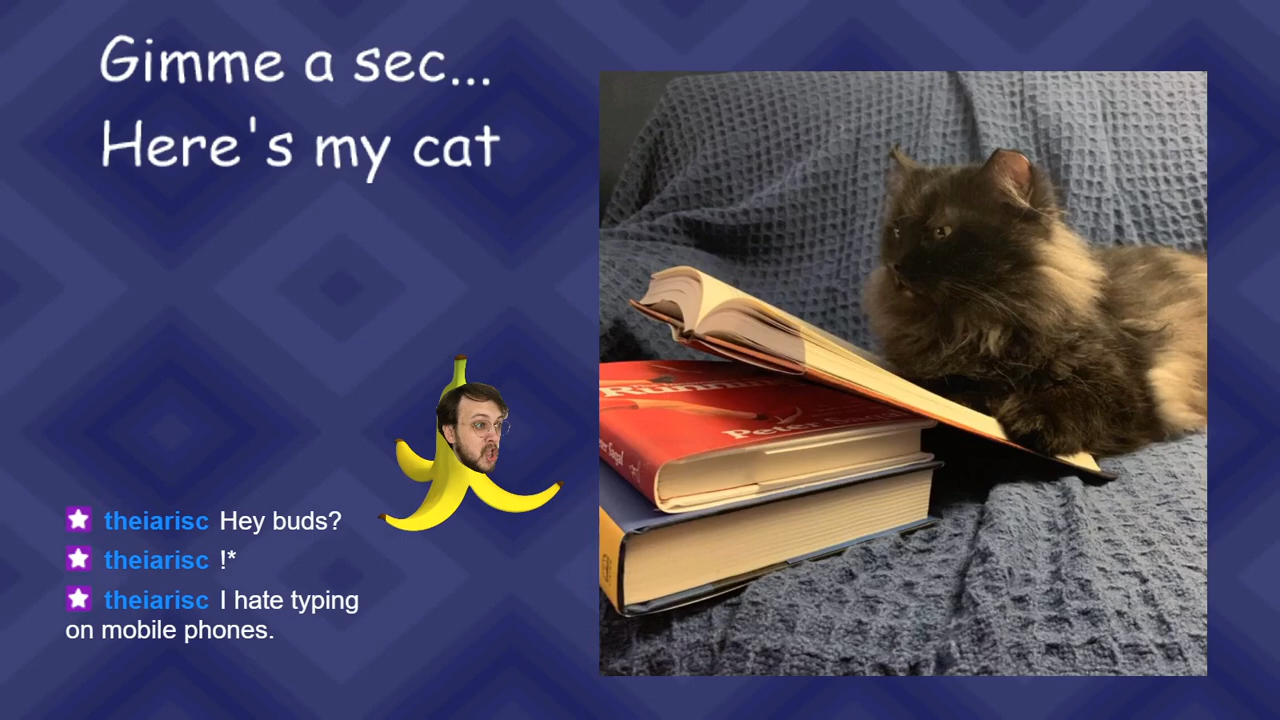 Gimme a sec...
Here's my cat
theiarisc Hey buds?
theiarisc !*
theiarisc I hate typing
on mobile phones.
Peter